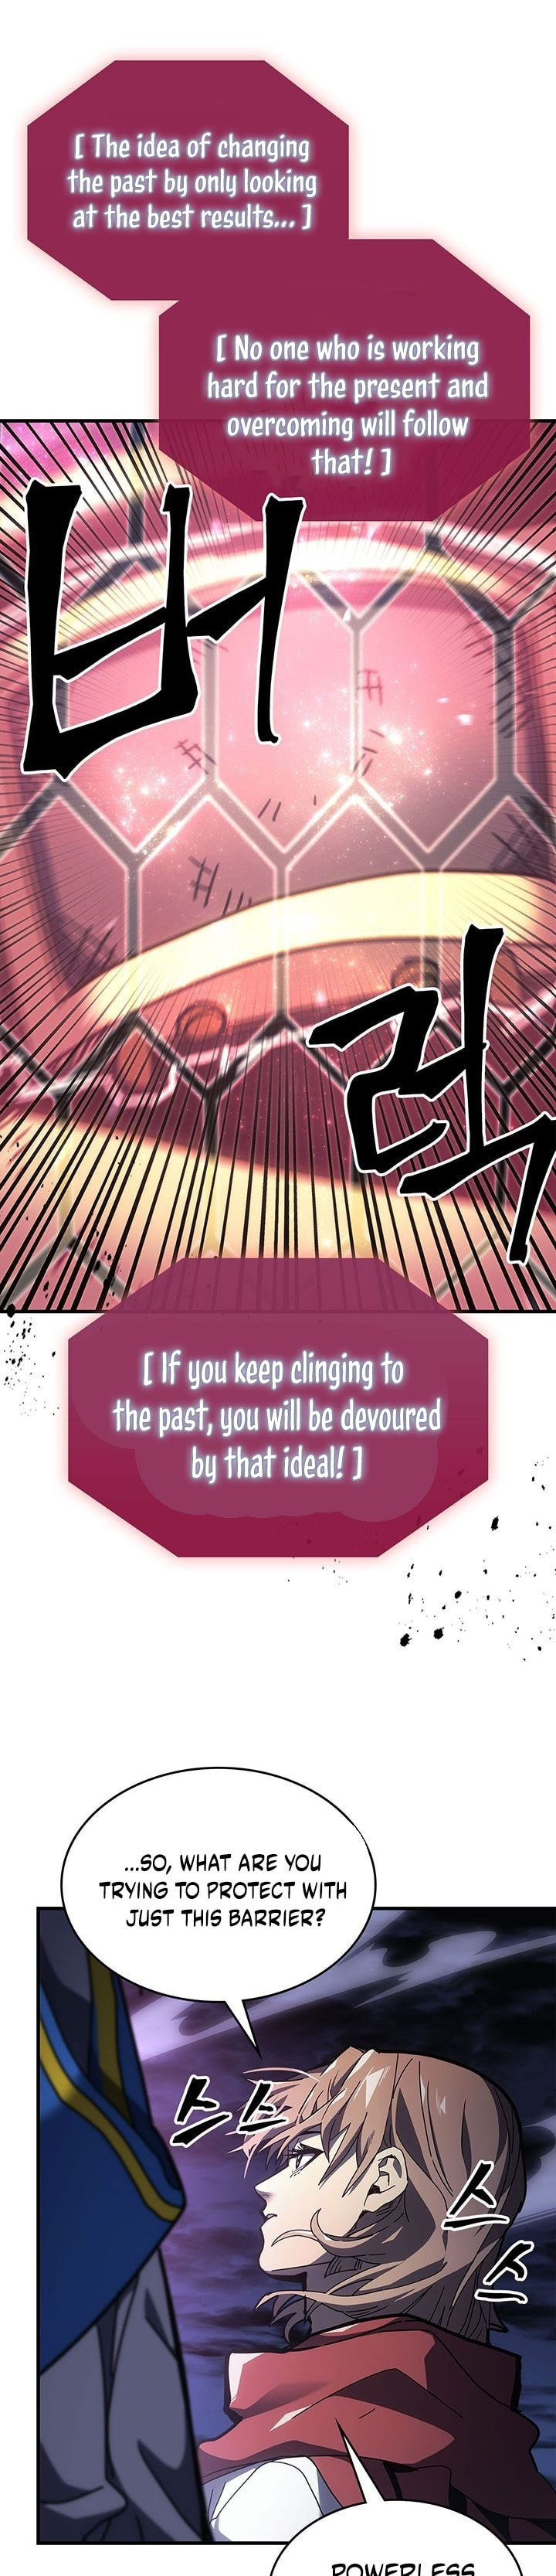 [ The idea of changing
the past by only looking
at the best results... ]
[ No one who is working
hard for the present and
overcoming will follow
that! ]
버
럭
[ If you keep clinging to
the past, you will be devoured
by that ideal! ]
...SO, WHAT ARE YOU
TRYING TO PROTECT WITH
JUST THIS BARRIER?
스스
스
스
POWERLESS